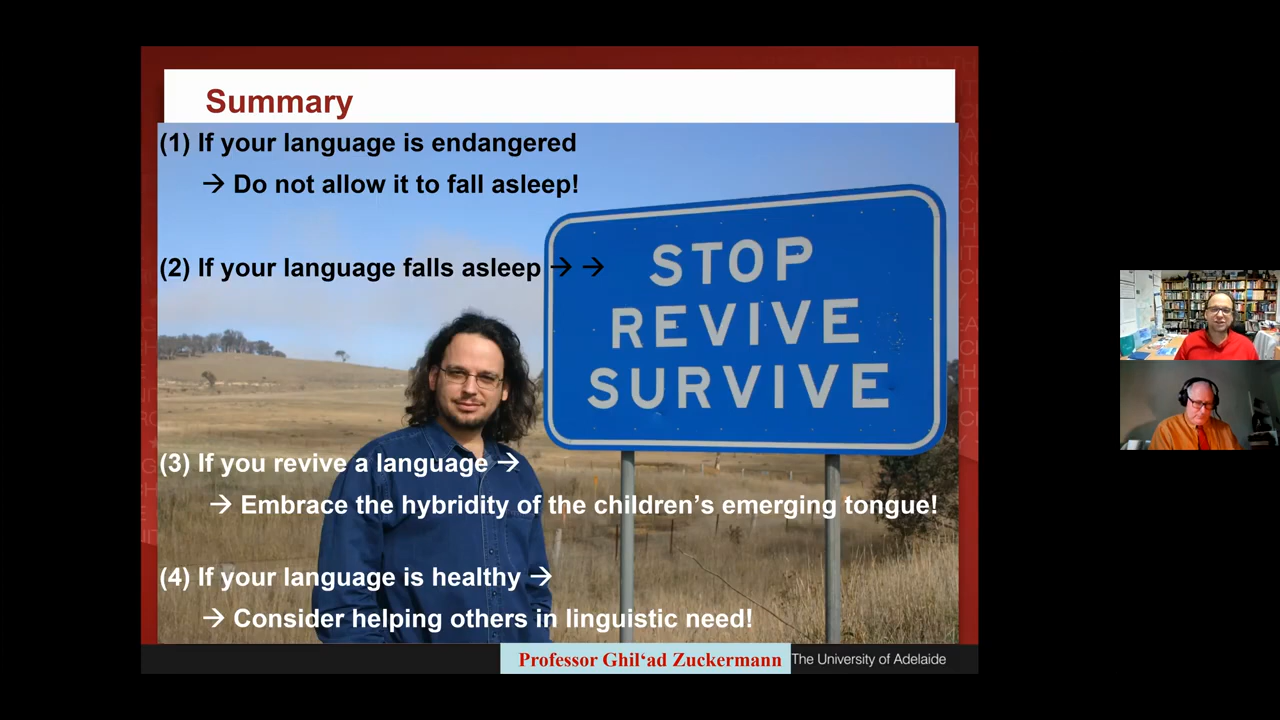 Summary
(1) If your language is endangered
→ Do not allow it to fall asleep!
(2) If your language falls asleep → →
STOP
REVIVE
SURVIVE
(3) If you revive a language →
→ Embrace the hybridity of the children’s emerging tongue!
(4) If your language is healthy →
→ Consider helping others in linguistic need!
Professor Ghil‘ad Zuckermann
The University of Adelaide